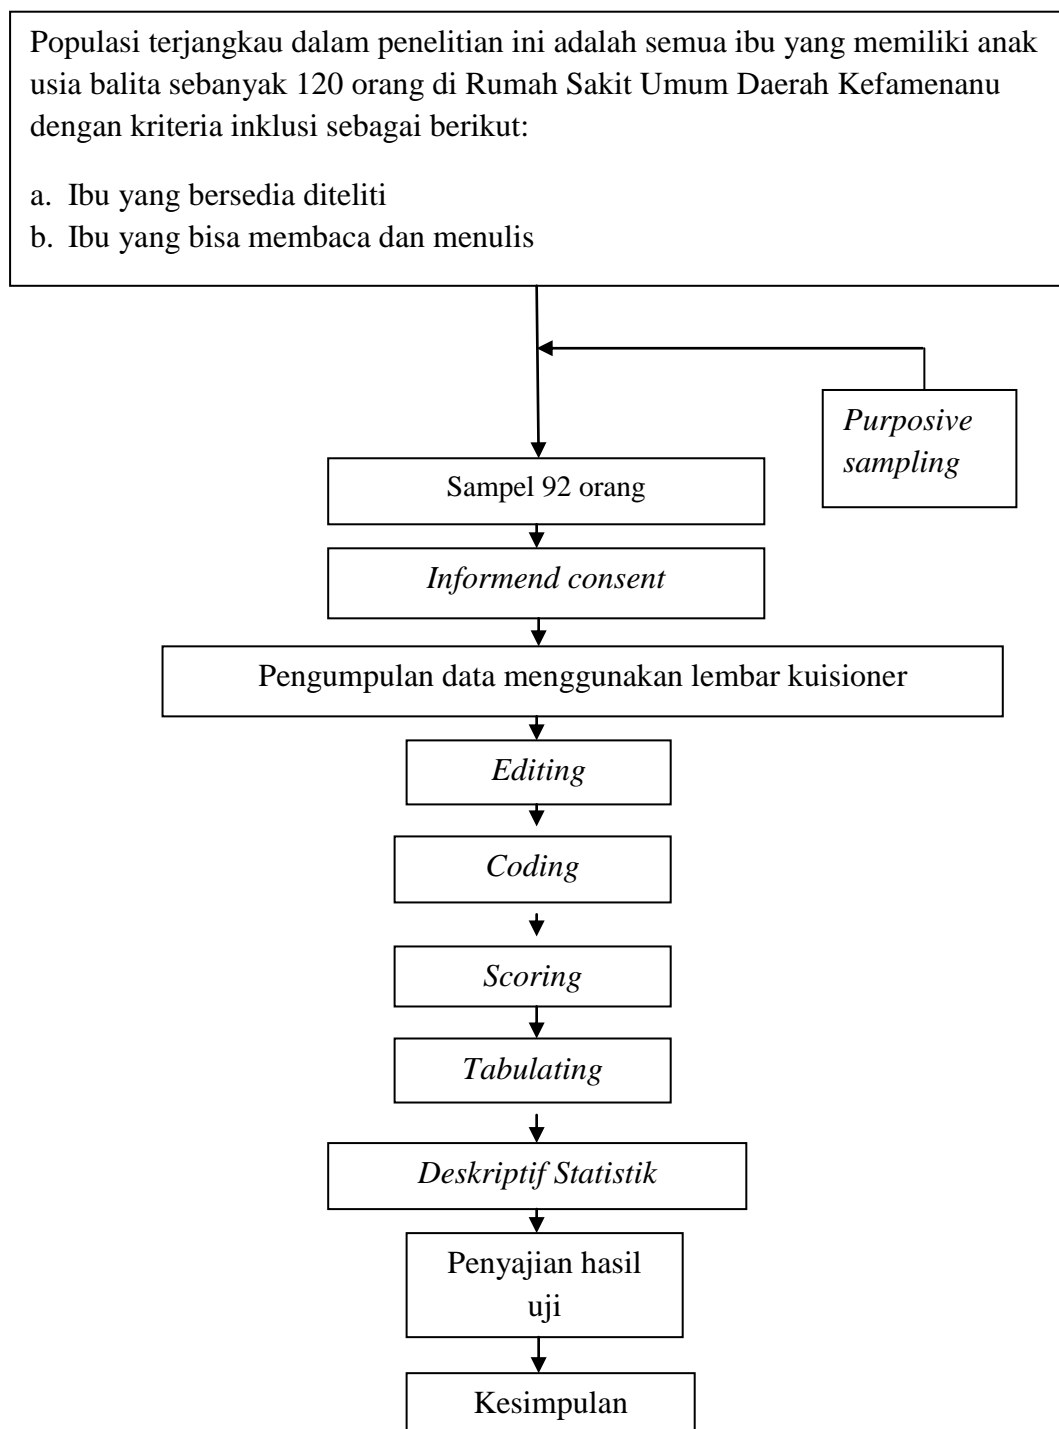 Populasi terjangkau dalam penelitian ini adalah semua ibu yang memiliki anak
usia balita sebanyak 120 orang di Rumah Sakit Umum Daerah Kefamenanu
dengan kriteria inklusi sebagai berikut:
a. Ibu yang bersedia diteliti
b. Ibu yang bisa membaca dan menulis
Purposive
sampling
Sampel 92 orang
Informend consent
Pengumpulan data menggunakan lembar kuisioner
Editing
Coding
Scoring
Tabulating
Deskriptif Statistik
Penyajian hasil
uji
Kesimpulan